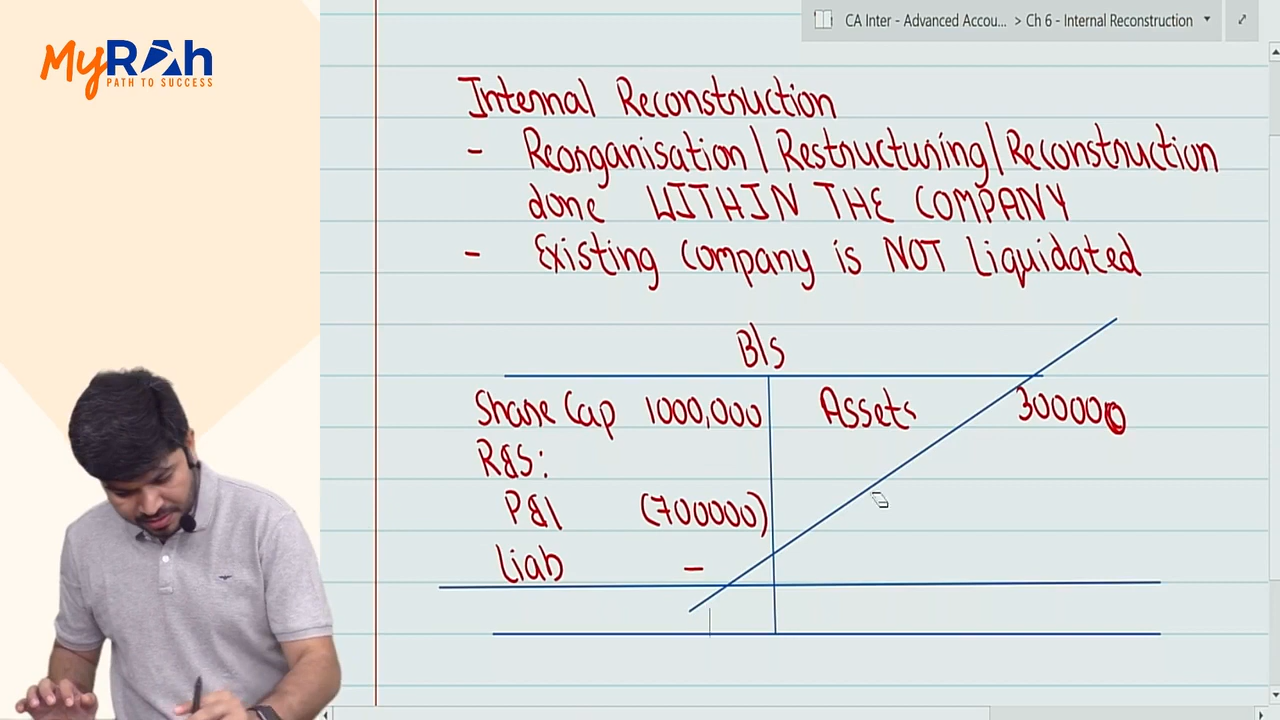 MyRAh
PATH TO SUCCESS
CA Inter - Advanced Accou... > Ch 6 - Internal Reconstruction
Internal Reconstruction
- Reorganisation/Restructuring/Reconstruction
done WITHIN THE COMPANY
- Existing Company is NOT Liquidated
B/s
Share Cap 1000,000 Assets 300000
R&S:
P&L (700000)
Liab -